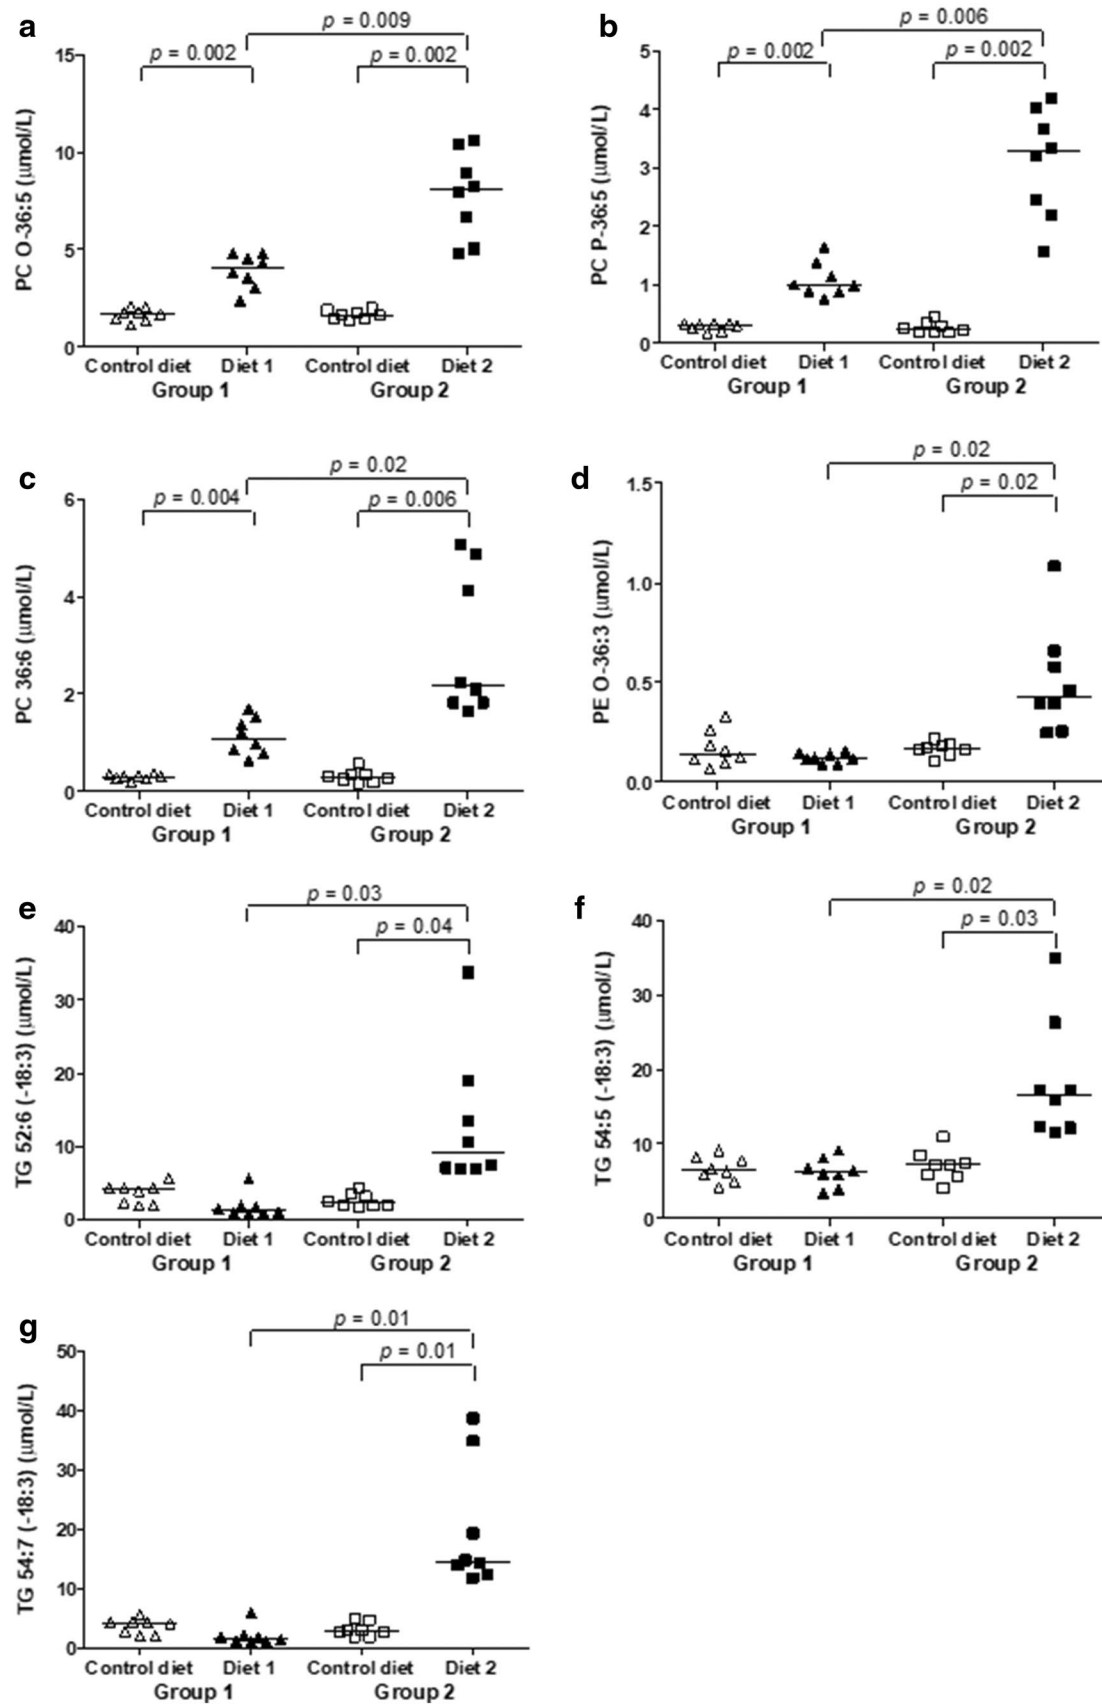 a
p = 0.009
p = 0.002
p = 0.002
PC O-36:5 (μmol/L)
15
10
5
0
Control diet
Diet 1
Control diet
Diet 2
Group 1
Group 2
b
p = 0.006
p = 0.002
p = 0.002
PC P-36:5 (μmol/L)
5
4
3
2
1
0
Control diet
Diet 1
Control diet
Diet 2
Group 1
Group 2
c
p = 0.02
p = 0.004
p = 0.006
PC 36:6 (μmol/L)
6
4
2
0
Control diet
Diet 1
Control diet
Diet 2
Group 1
Group 2
d
p = 0.02
p = 0.02
PE O-36:3 (μmol/L)
1.5
1.0
0.5
0.0
Control diet
Diet 1
Control diet
Diet 2
Group 1
Group 2
e
p = 0.03
p = 0.04
TG 52:6 (-18:3) (μmol/L)
40
30
20
10
0
Control diet
Diet 1
Control diet
Diet 2
Group 1
Group 2
f
p = 0.02
p = 0.03
TG 54:5 (-18:3) (μmol/L)
40
30
20
10
0
Control diet
Diet 1
Control diet
Diet 2
Group 1
Group 2
g
p = 0.01
p = 0.01
TG 54:7 (-18:3) (μmol/L)
50
40
30
20
10
0
Control diet
Diet 1
Control diet
Diet 2
Group 1
Group 2